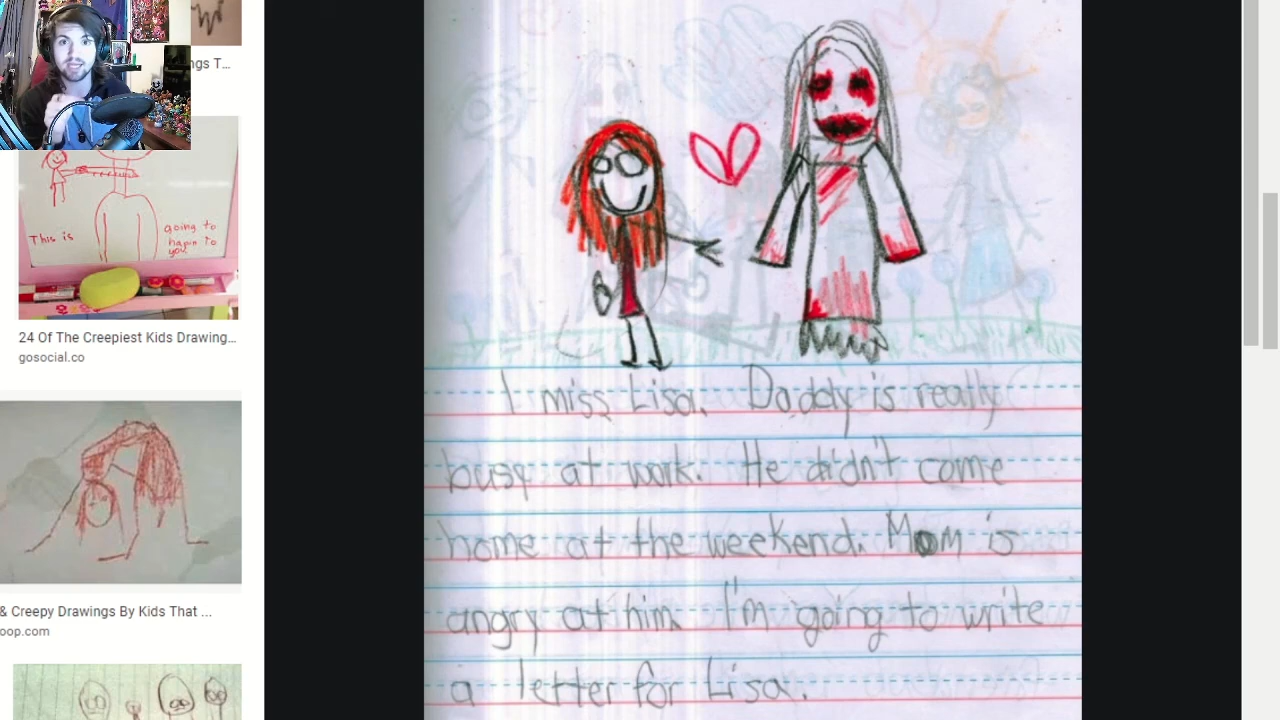 ngs T...
This is going to
hapin to
you.
24 Of The Creepiest Kids Drawing...
gosocial.co
& Creepy Drawings By Kids That ...
oop.com
I miss Lisa. Daddy is really
busy at work. He didn't come
home at the weekend. Mom is
angry at him. I'm going to write
a letter for Lisa.